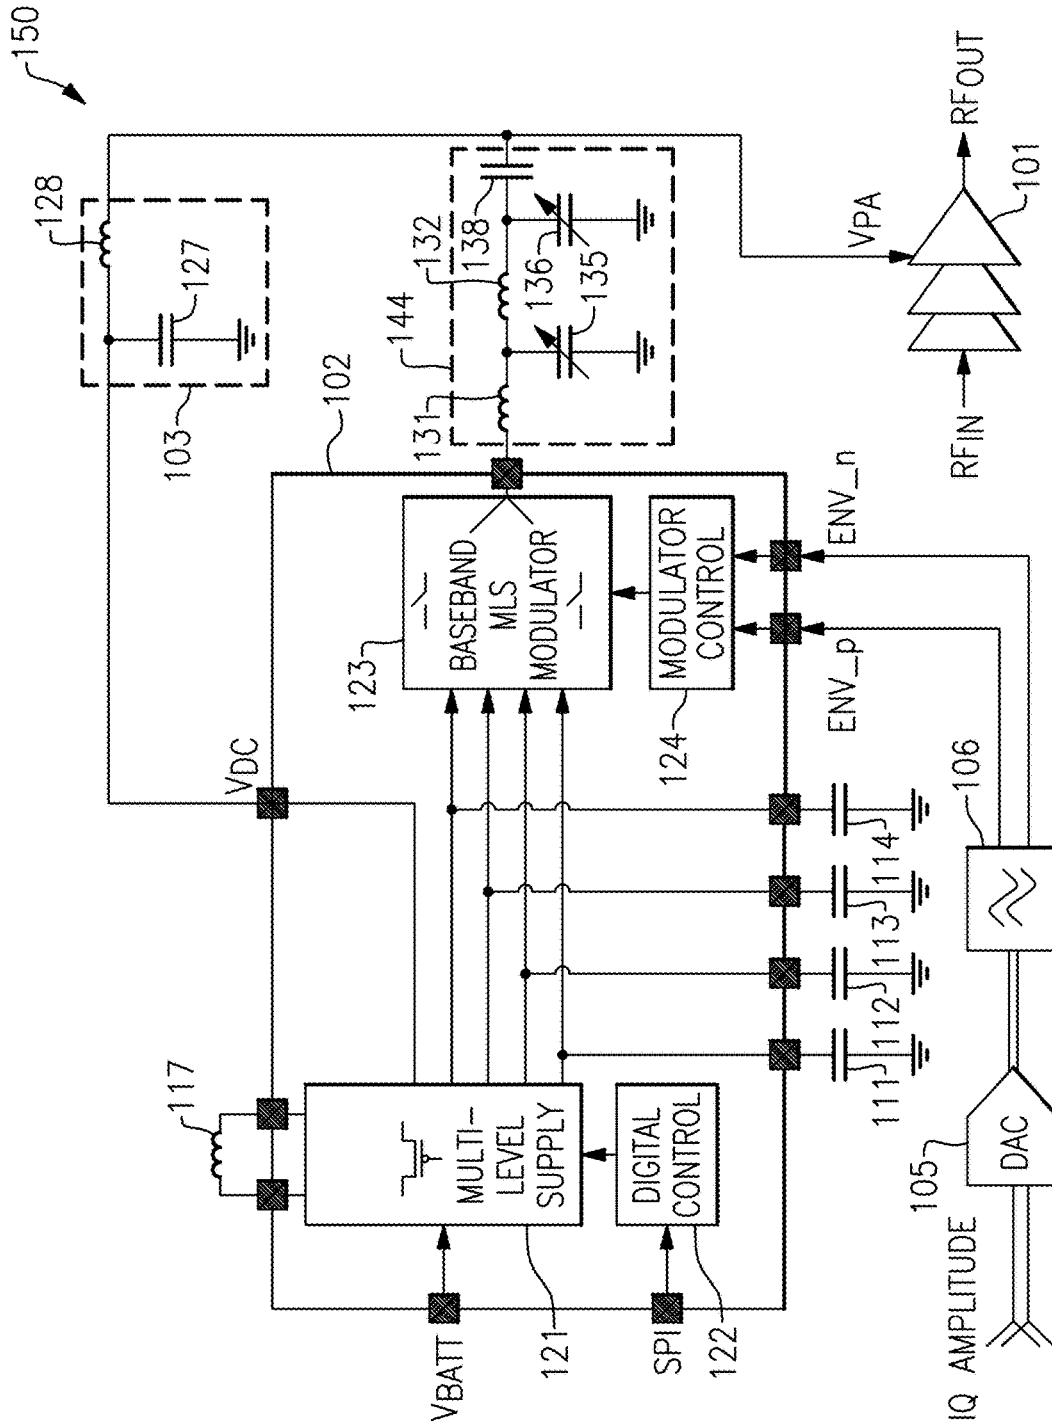 150
128
127
103
117
VDC
102
144
131
132
138
136
135
VBATT
MULTI-
LEVEL
SUPPLY
121
SPI
DIGITAL
CONTROL
122
123
BASEBAND
MLS
MODULATOR
124
MODULATOR
CONTROL
ENV_p
ENV_n
111
112
113
114
VPA
RFIN
RFOUT
101
IQ AMPLITUDE
105
DAC
106